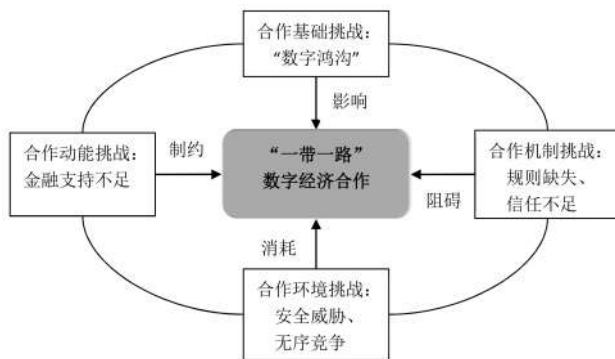 合作基础挑战：
“数字鸿沟”
影响
合作动能挑战：
金融支持不足
制约
“一带一路”
数字经济合作
合作机制挑战：
规则缺失、
信任不足
阻碍
消耗
合作环境挑战：
安全威胁、
无序竞争